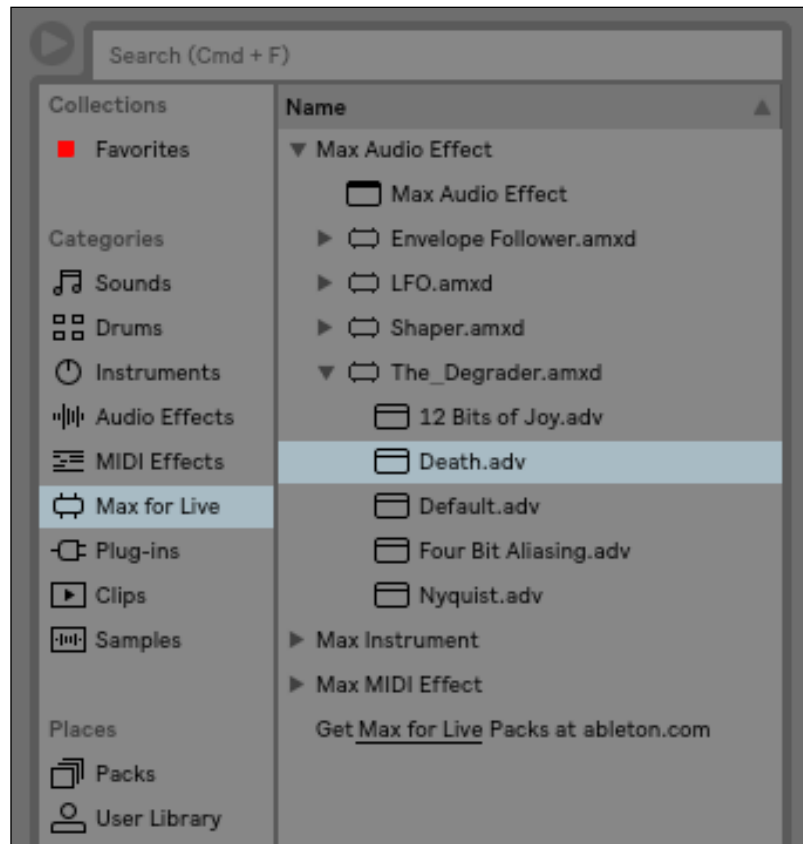 Search (Cmd + F)
Collections
Favorites
Categories
Sounds
Drums
Instruments
Audio Effects
MIDI Effects
Max for Live
Plug-ins
Clips
Samples
Places
Packs
User Library
Name
Max Audio Effect
Max Audio Effect
Envelope Follower.amxd
LFO.amxd
Shaper.amxd
The_Degrader.amxd
12 Bits of Joy.adv
Death.adv
Default.adv
Four Bit Aliasing.adv
Nyquist.adv
Max Instrument
Max MIDI Effect
Get Max for Live Packs at ableton.com